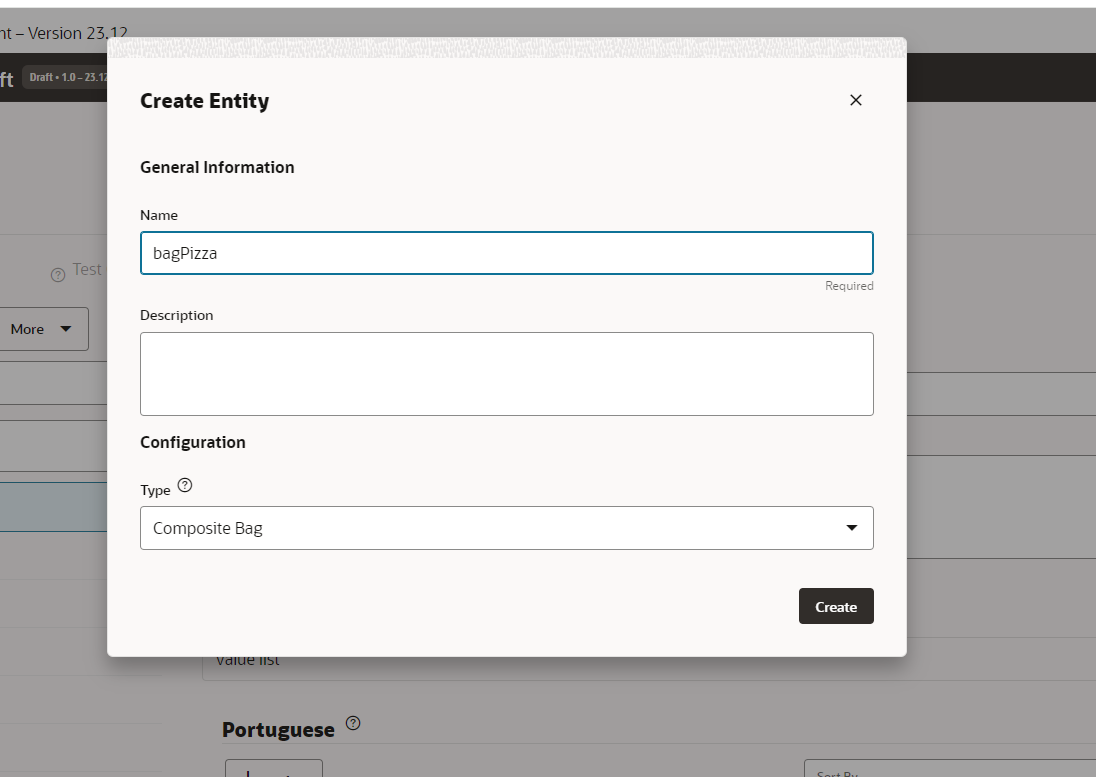 nt – Version 23.12
ft Draft • 1.0 – 23.12
Create Entity
General Information
Name
Test
bagPizza
Required
Description
More
Configuration
Type
Composite Bag
Create
Value list
Portuguese
Sort By